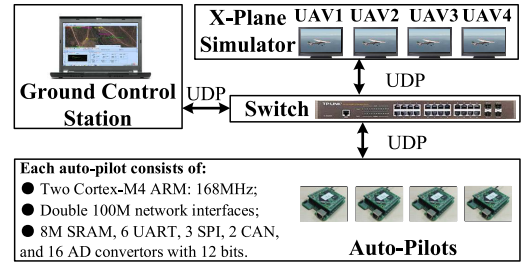 X-Plane
Simulator
UAV1 UAV2 UAV3 UAV4
UDP
Ground Control
Station
UDP
Switch
TP-LINK
UDP
Each auto-pilot consists of:
● Two Cortex-M4 ARM: 168MHz;
● Double 100M network interfaces;
● 8M SRAM, 6 UART, 3 SPI, 2 CAN,
and 16 AD convertors with 12 bits.
Auto-Pilots